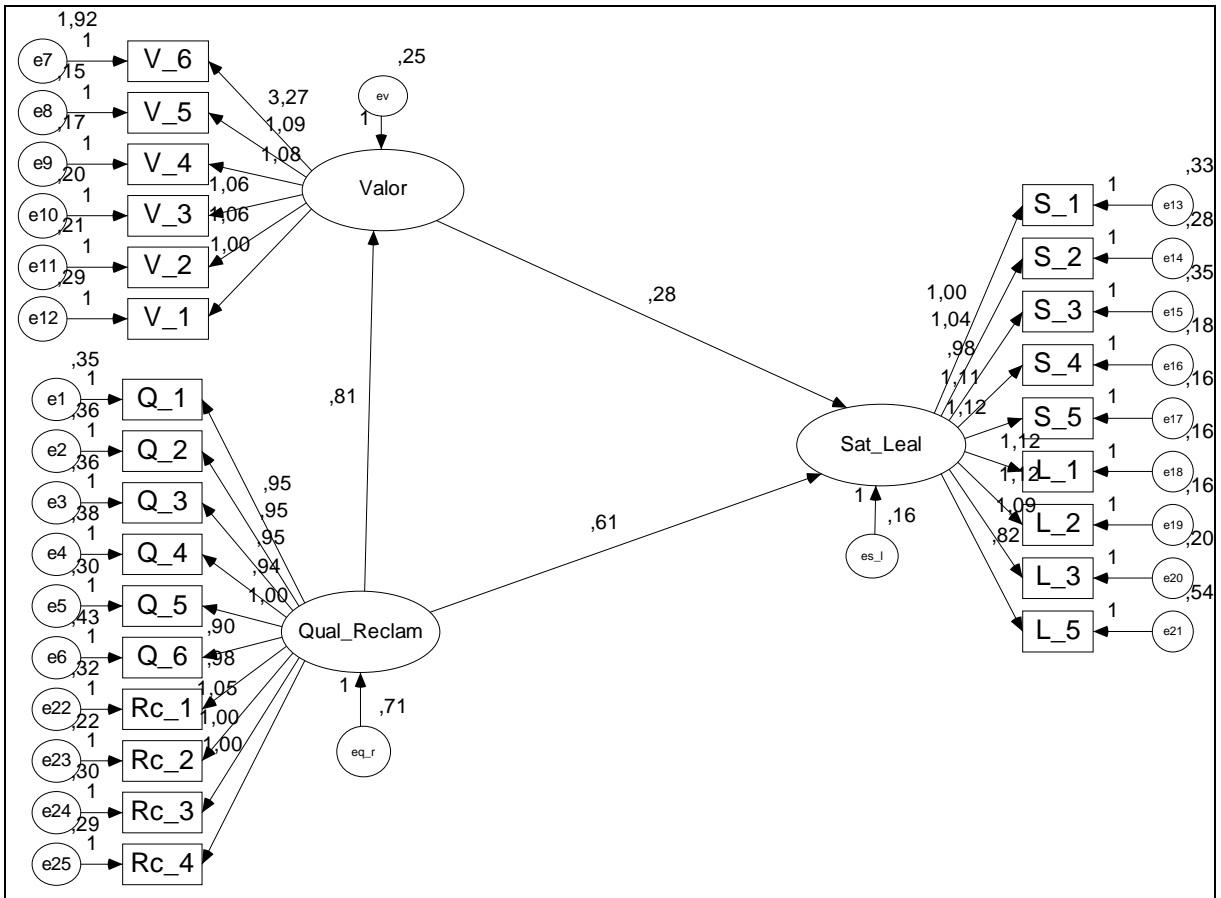 1,92
1
e7
V_6
,15
1
e8
V_5
,17
1
e9
V_4
,20
1
e10
V_3
,21
1
e11
V_2
,29
1
e12
V_1
3,27
1,09
1,08
1,06
1,06
1,00
,25
ev
1
Valor
,81
,28
,35
1
e1
Q_1
,36
1
e2
Q_2
,36
1
e3
Q_3
,38
1
e4
Q_4
,30
1
e5
Q_5
,43
1
e6
Q_6
,32
1
e22
Rc_1
,22
1
e23
Rc_2
,30
1
e24
Rc_3
,29
1
e25
Rc_4
,95
,95
,95
,94
1,00
,90
,98
1,05
1,00
1,00
Qual_Reclam
1
,71
eq_r
,61
Sat_Leal
1
,16
es_l
1,00
1,04
,98
1,11
1,12
1,12
1,12
1,09
,82
,33
S_1
1
e13
,28
S_2
1
e14
,35
S_3
1
e15
,18
S_4
1
e16
,16
S_5
1
e17
,16
L_1
1
e18
,16
L_2
1
e19
,20
L_3
1
e20
,54
L_5
1
e21